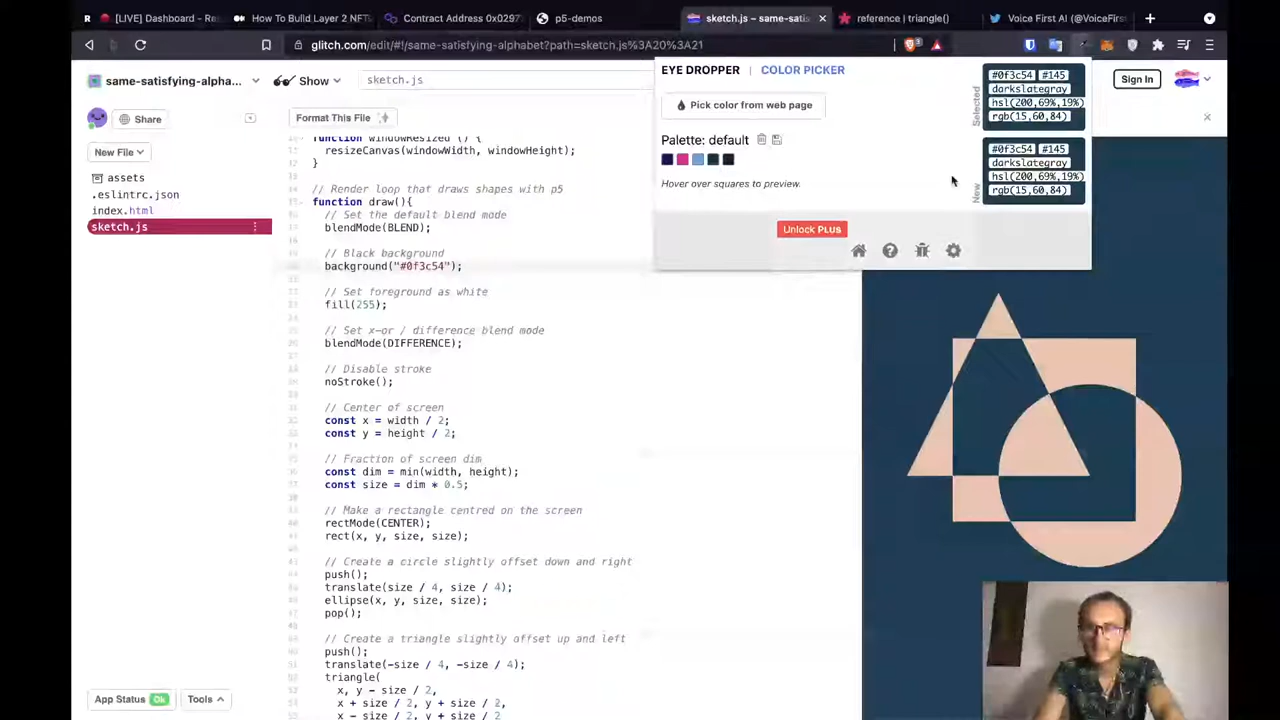 [LIVE] Dashboard - Re
How To Build Layer 2 NFTs
Contract Address 0x0297
p5-demos
sketch.js – same-satis
reference | triangle()
Voice First AI (@VoiceFirs
glitch.com/edit/#!/same-satisfying-alphabet?path=sketch.js%3A20%3A21
same-satisfying-alpha...
Show
sketch.js
Sign In
Share
Format This File
New File
assets
.eslintrc.json
index.html
sketch.js
function windowResized () {
resizeCanvas(windowWidth, windowHeight);
}
// Render loop that draws shapes with p5
function draw(){
// Set the default blend mode
blendMode(BLEND);
// Black background
background("#0f3c54");
// Set foreground as white
fill(255);
// Set x-or / difference blend mode
blendMode(DIFFERENCE);
// Disable stroke
noStroke();
// Center of screen
const x = width / 2;
const y = height / 2;
// Fraction of screen dim
const dim = min(width, height);
const size = dim * 0.5;
// Make a rectangle centred on the screen
rectMode(CENTER);
rect(x, y, size, size);
// Create a circle slightly offset down and right
push();
translate(size / 4, size / 4);
ellipse(x, y, size, size);
pop();
// Create a triangle slightly offset up and left
push();
translate(-size / 4, -size / 4);
triangle(
x, y - size / 2,
x + size / 2, y + size / 2,
x - size / 2, y + size / 2
EYE DROPPER | COLOR PICKER
Pick color from web page
Palette: default
Hover over squares to preview.
Unlock PLUS
Selected
#0f3c54 #145
darkslategray
hsl(200,69%,19%)
rgb(15,60,84)
New
#0f3c54 #145
darkslategray
hsl(200,69%,19%)
rgb(15,60,84)
App Status Ok
Tools